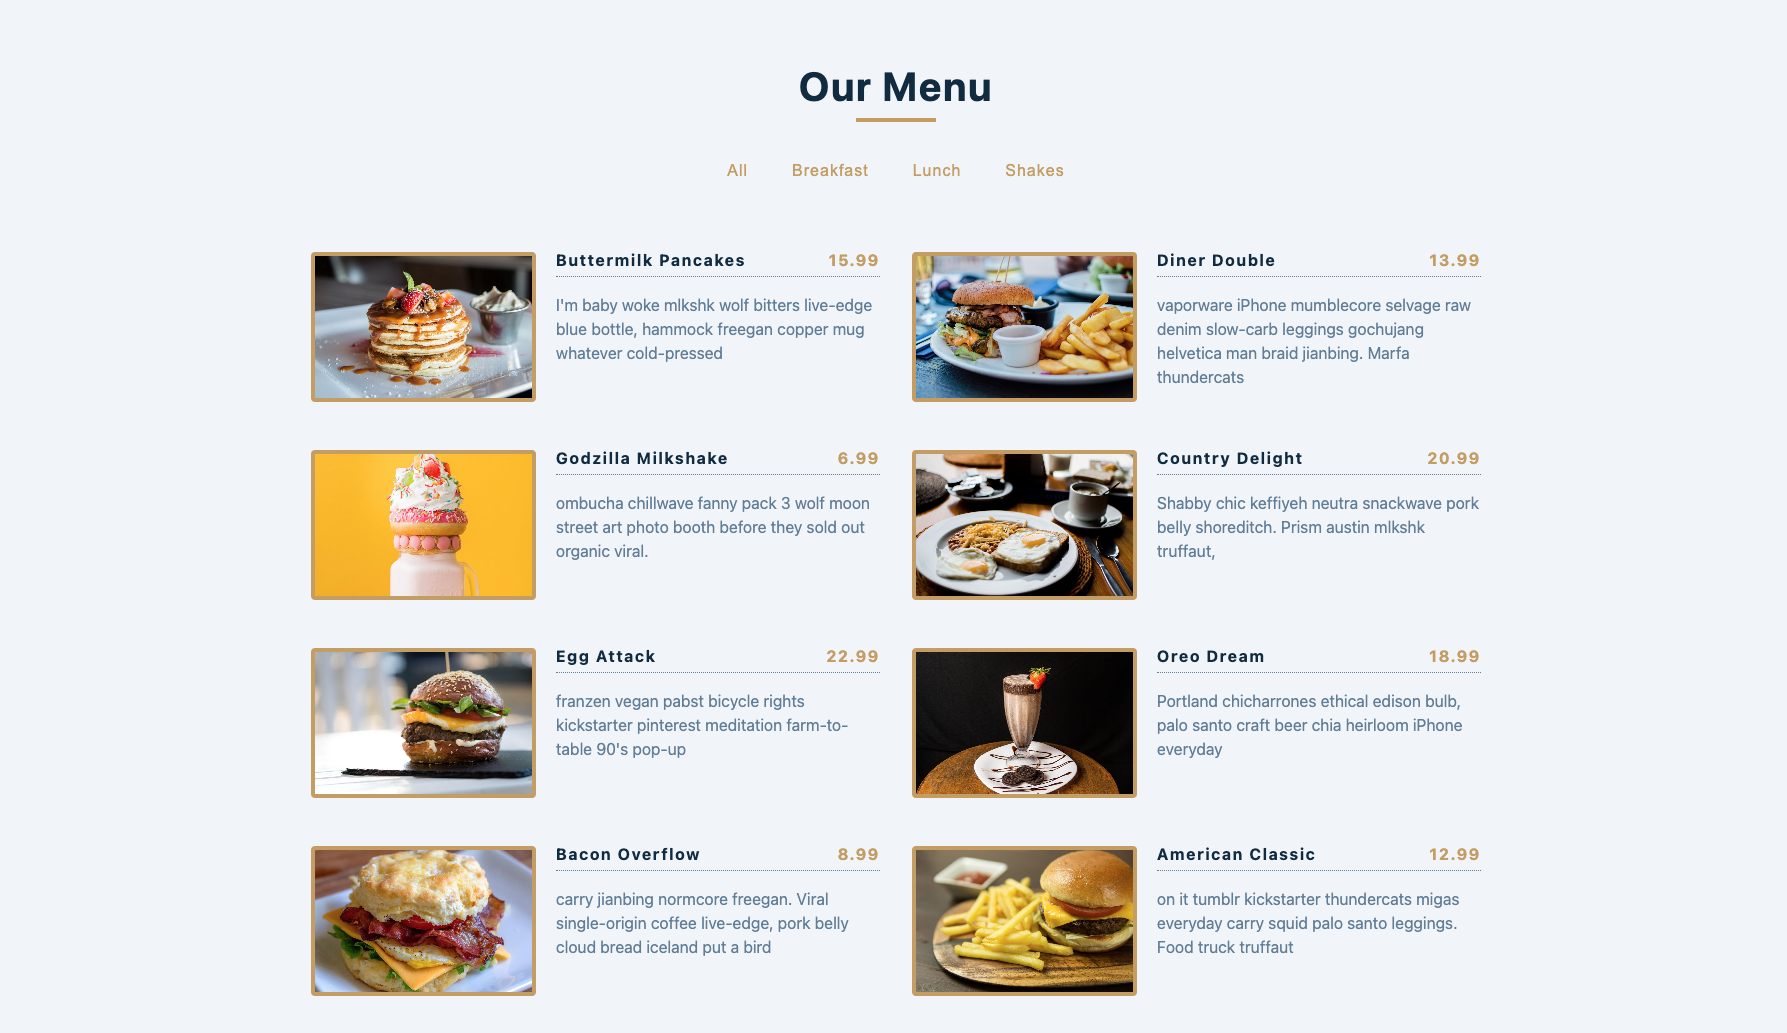 Our Menu
All Breakfast Lunch Shakes
Buttermilk Pancakes 15.99
I'm baby woke mlkshk wolf bitters live-edge
blue bottle, hammock freegan copper mug
whatever cold-pressed
Diner Double 13.99
vaporware iPhone mumblecore selvage raw
denim slow-carb leggings gochujang
helvetica man braid jianbing. Marfa
thundercats
Godzilla Milkshake 6.99
ombucha chillwave fanny pack 3 wolf moon
street art photo booth before they sold out
organic viral.
Country Delight 20.99
Shabby chic keffiyeh neutra snackwave pork
belly shoreditch. Prism austin mlkshk
truffaut,
Egg Attack 22.99
franzen vegan pabst bicycle rights
kickstarter pinterest meditation farm-to-
table 90's pop-up
Oreo Dream 18.99
Portland chicharrones ethical edison bulb,
palo santo craft beer chia heirloom iPhone
everyday
Bacon Overflow 8.99
carry jianbing normcore freegan. Viral
single-origin coffee live-edge, pork belly
cloud bread iceland put a bird
American Classic 12.99
on it tumblr kickstarter thundercats migas
everyday carry squid palo santo leggings.
Food truck truffaut